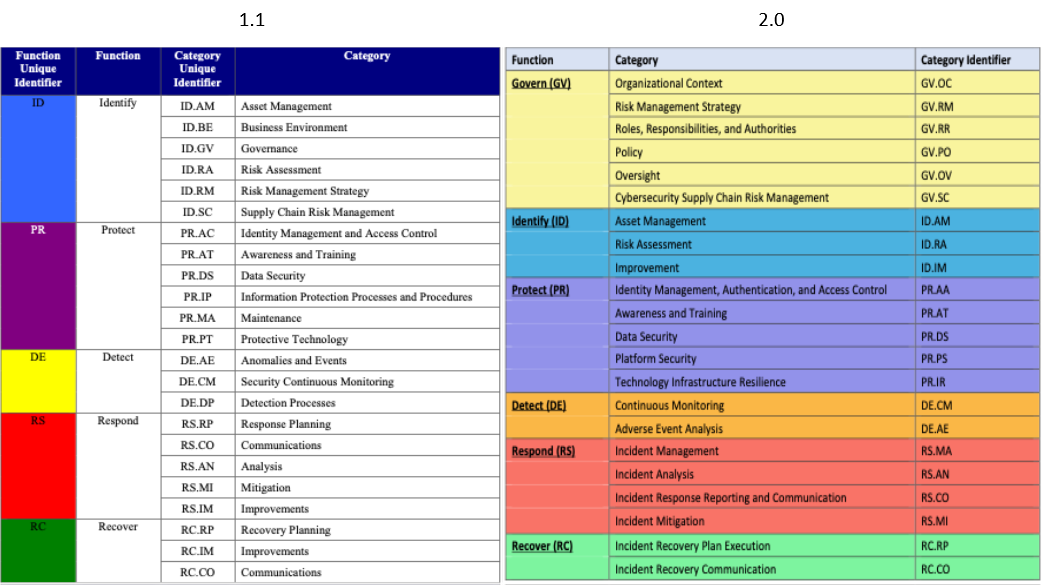 1.1
Function Unique Identifier Function Category Unique Identifier Category
ID Identify ID.AM Asset Management
ID.BE Business Environment
ID.GV Governance
ID.RA Risk Assessment
ID.RM Risk Management Strategy
ID.SC Supply Chain Risk Management
PR Protect PR.AC Identity Management and Access Control
PR.AT Awareness and Training
PR.DS Data Security
PR.IP Information Protection Processes and Procedures
PR.MA Maintenance
PR.PT Protective Technology
DE Detect DE.AE Anomalies and Events
DE.CM Security Continuous Monitoring
DE.DP Detection Processes
RS Respond RS.RP Response Planning
RS.CO Communications
RS.AN Analysis
RS.MI Mitigation
RS.IM Improvements
RC Recover RC.RP Recovery Planning
RC.IM Improvements
RC.CO Communications
2.0
Function Category Category Identifier
Govern (GV) Organizational Context GV.OC
Risk Management Strategy GV.RM
Roles, Responsibilities, and Authorities GV.RR
Policy GV.PO
Oversight GV.OV
Cybersecurity Supply Chain Risk Management GV.SC
Identify (ID) Asset Management ID.AM
Risk Assessment ID.RA
Improvement ID.IM
Protect (PR) Identity Management, Authentication, and Access Control PR.AA
Awareness and Training PR.AT
Data Security PR.DS
Platform Security PR.PS
Technology Infrastructure Resilience PR.IR
Detect (DE) Continuous Monitoring DE.CM
Adverse Event Analysis DE.AE
Respond (RS) Incident Management RS.MA
Incident Analysis RS.AN
Incident Response Reporting and Communication RS.CO
Incident Mitigation RS.MI
Recover (RC) Incident Recovery Plan Execution RC.RP
Incident Recovery Communication RC.CO